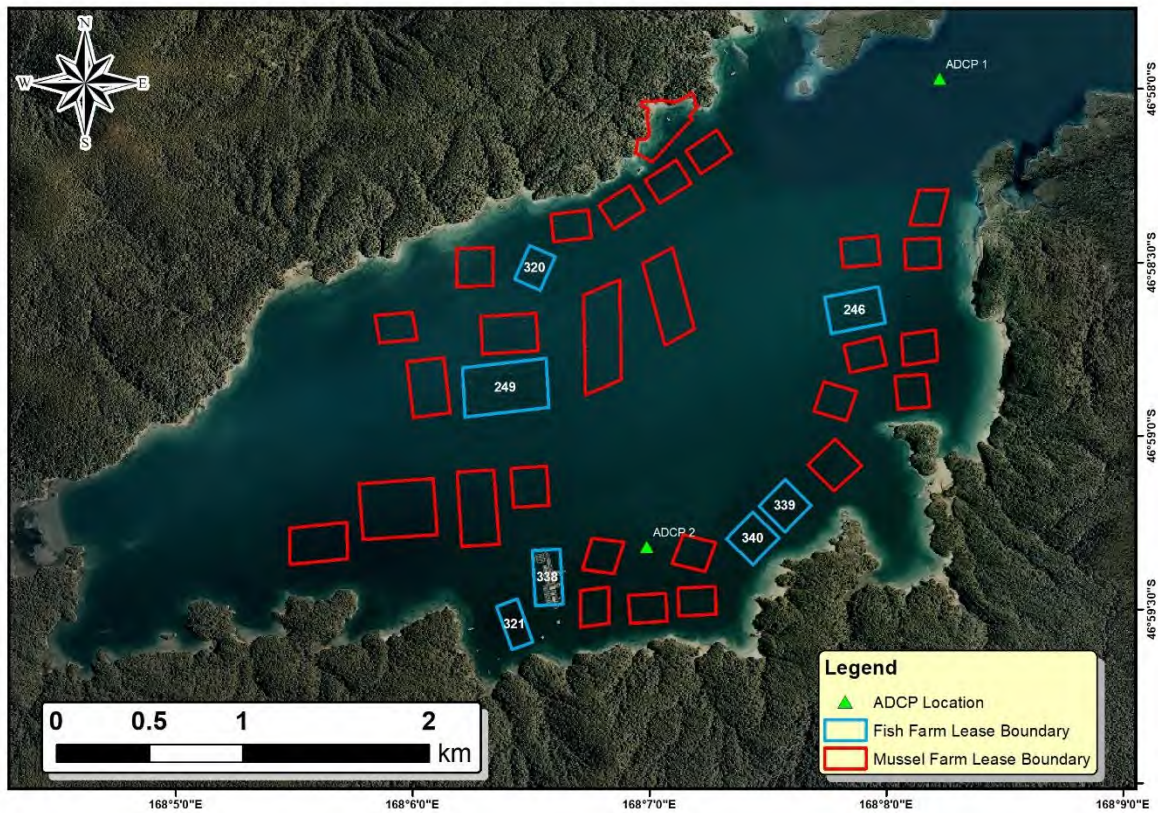 N
W E
S
ADCP 1
46°58'0"S
320
46°58'30"S
246
249
46°59'0"S
339
ADCP 2
340
338
46°59'30"S
321
Legend
ADCP Location
Fish Farm Lease Boundary
Mussel Farm Lease Boundary
0 0.5 1 2
km
168°5'0"E 168°6'0"E 168°7'0"E 168°8'0"E 168°9'0"E